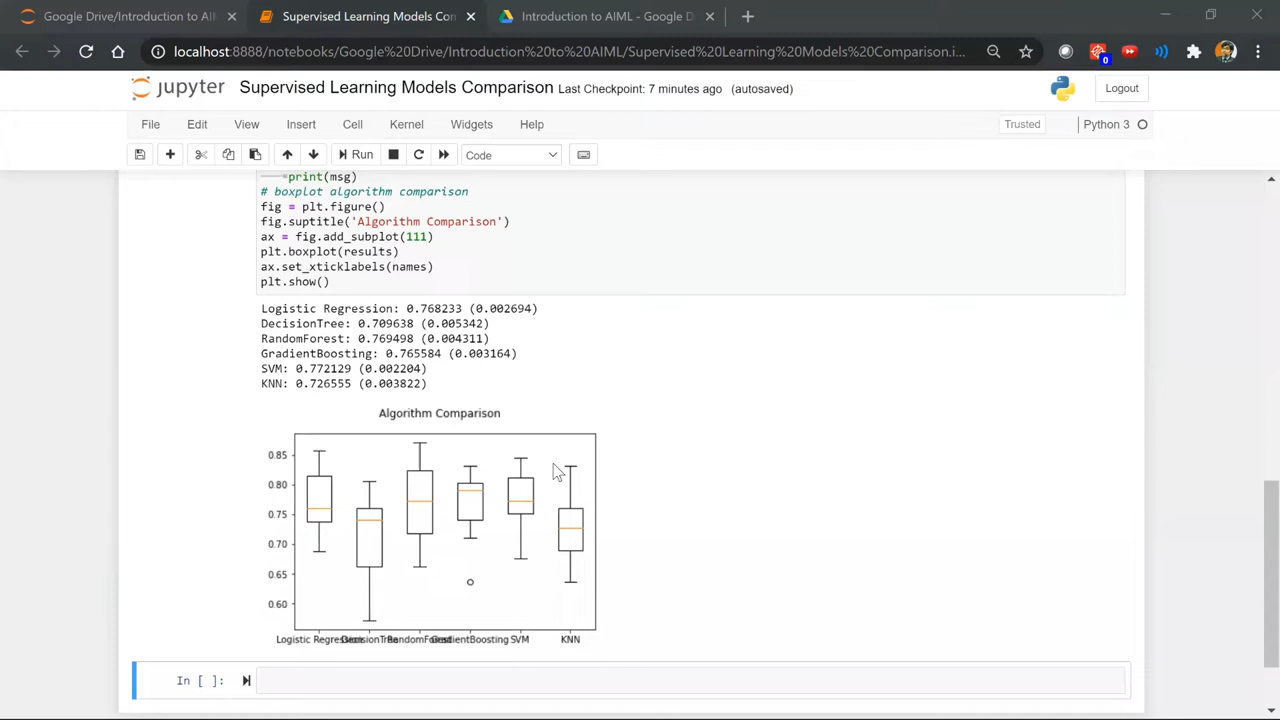 Google Drive/Introduction to AI
Supervised Learning Models Con
Introduction to AIML - Google D
localhost:8888/notebooks/Google%20Drive/Introduction%20to%20AIML/Supervised%20Learning%20Models%20Comparison.i...
0
jupyter Supervised Learning Models Comparison Last Checkpoint: 7 minutes ago (autosaved)
Logout
File Edit View Insert Cell Kernel Widgets Help
Trusted
Python 3
Run
Code
print(msg)
# boxplot algorithm comparison
fig = plt.figure()
fig.suptitle('Algorithm Comparison')
ax = fig.add_subplot(111)
plt.boxplot(results)
ax.set_xticklabels(names)
plt.show()
Logistic Regression: 0.768233 (0.002694)
DecisionTree: 0.709638 (0.005342)
RandomForest: 0.769498 (0.004311)
GradientBoosting: 0.765584 (0.003164)
SVM: 0.772129 (0.002204)
KNN: 0.726555 (0.003822)
Algorithm Comparison
0.85
0.80
0.75
0.70
0.65
0.60
Logistic Regression DecisionTree RandomForest GradientBoosting SVM KNN
In [ ]: